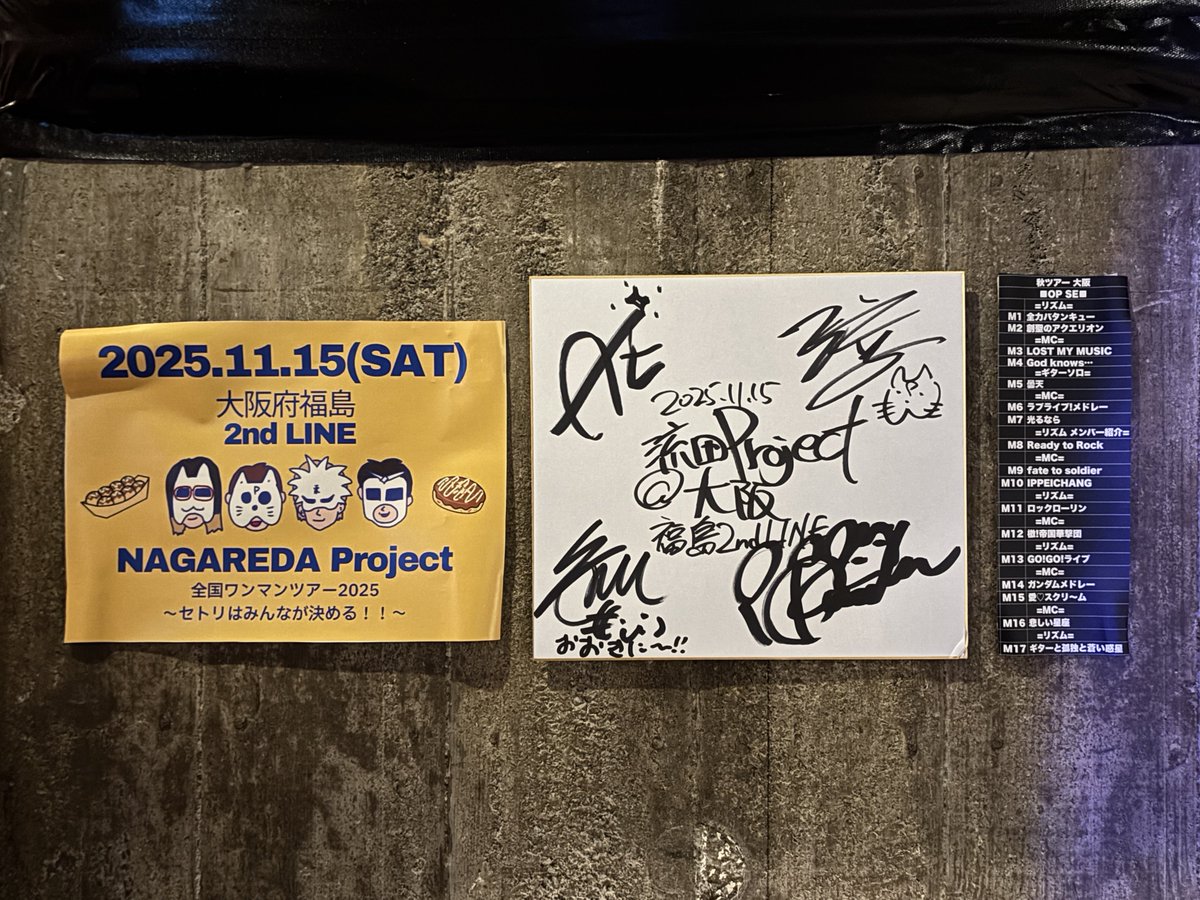 2025.11.15(SAT)
大阪府福島
2nd LINE
NAGAREDA Project
全国ワンマンツアー2025
～セトリはみんなが決める！！～
2025.11.15
流田Project
@大阪
福島2nd LINE
おおきた〜!!
秋ツアー 大阪
■OP SE■
=リズム=
M1 全力バタンキュー
M2 創聖のアクエリオン
=MC=
M3 LOST MY MUSIC
M4 God knows…
=ギターソロ=
M5 曇天
=MC=
M6 ラブライブ!メドレー
M7 光るなら
=リズム メンバー紹介=
M8 Ready to Rock
=MC=
M9 fate to soldier
M10 IPPEICHANG
=リズム=
M11 ロックローリン
=MC=
M12 檄!帝国華撃団
=リズム=
M13 GO!GO!ライブ
=MC=
M14 ガンダムメドレー
M15 愛♡スクリ〜ム
=MC=
M16 悲しい星座
=リズム=
M17 ギターと孤独と蒼い惑星